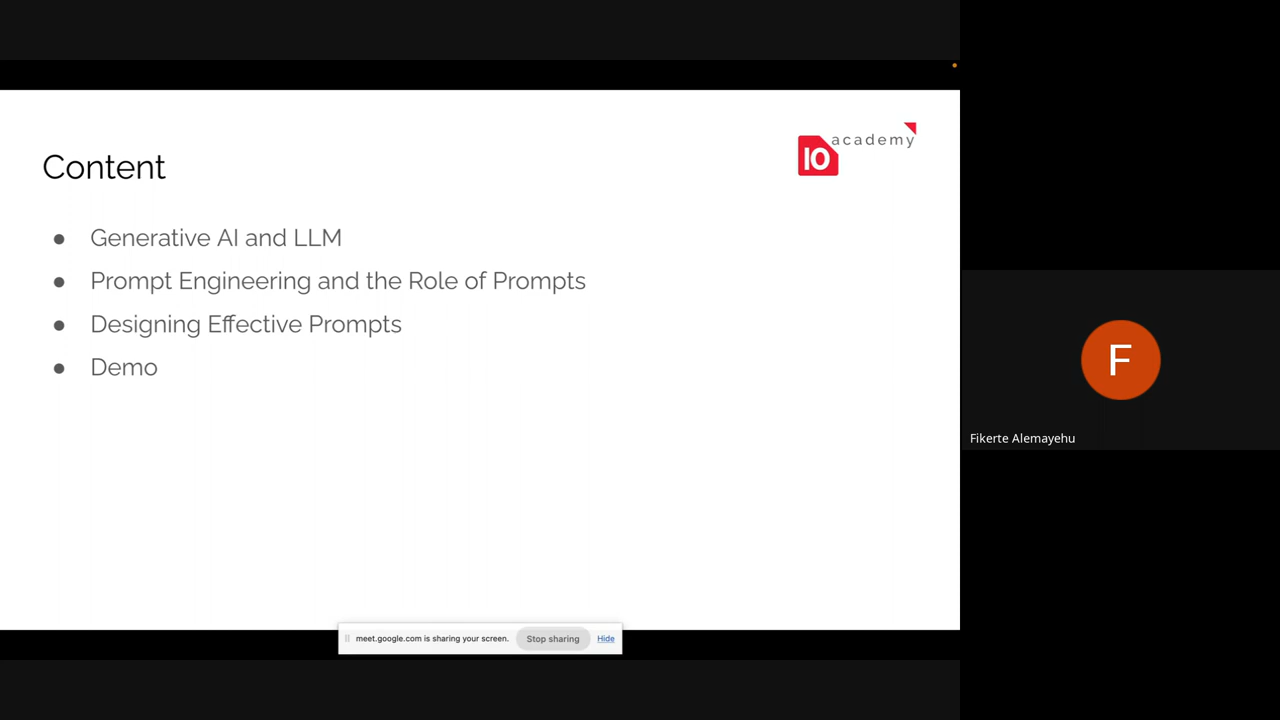 academy
10
Content
● Generative AI and LLM
● Prompt Engineering and the Role of Prompts
● Designing Effective Prompts
● Demo
F
Fikerte Alemayehu
meet.google.com is sharing your screen. Stop sharing Hide